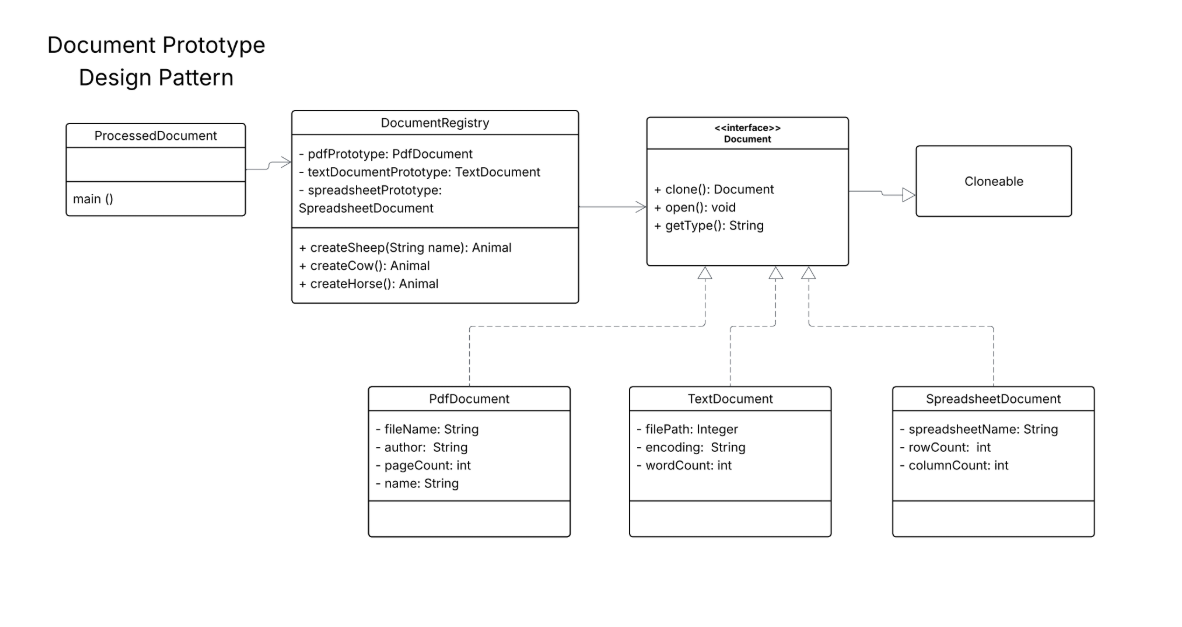 Document Prototype
Design Pattern
ProcessedDocument
main ()
DocumentRegistry
- pdfPrototype: PdfDocument
- textDocumentPrototype: TextDocument
- spreadsheetPrototype:
SpreadsheetDocument
+ createSheep(String name): Animal
+ createCow(): Animal
+ createHorse(): Animal
<<interface>>
Document
+ clone(): Document
+ open(): void
+ getType(): String
Cloneable
PdfDocument
- fileName: String
- author:  String
- pageCount: int
- name: String
TextDocument
- filePath: Integer
- encoding:  String
- wordCount: int
SpreadsheetDocument
- spreadsheetName: String
- rowCount:  int
- columnCount: int